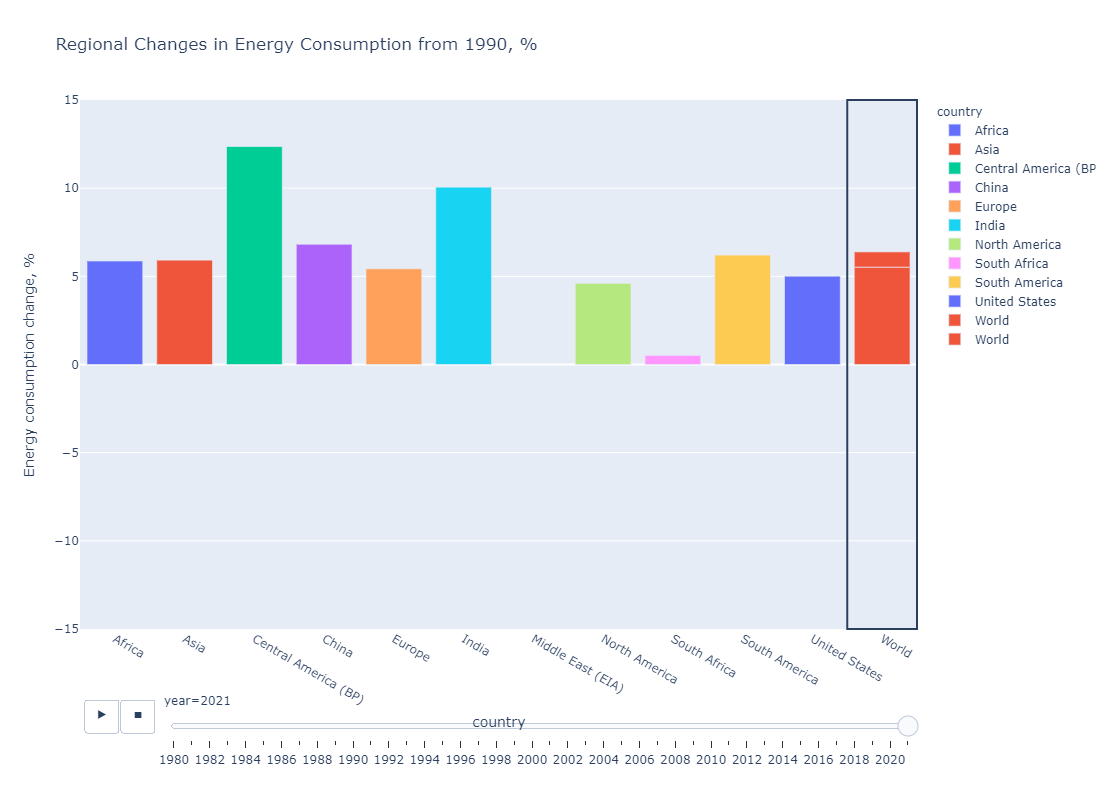 Regional Changes in Energy Consumption from 1990, %
15
10
5
0
−5
−10
−15
Energy consumption change, %
Africa
Asia
Central America (BP)
China
Europe
India
Middle East (EIA)
North America
South Africa
South America
United States
World
country
Africa
Asia
Central America (BP
China
Europe
India
North America
South Africa
South America
United States
World
World
year=2021
country
1980 1982 1984 1986 1988 1990 1992 1994 1996 1998 2000 2002 2004 2006 2008 2010 2012 2014 2016 2018 2020